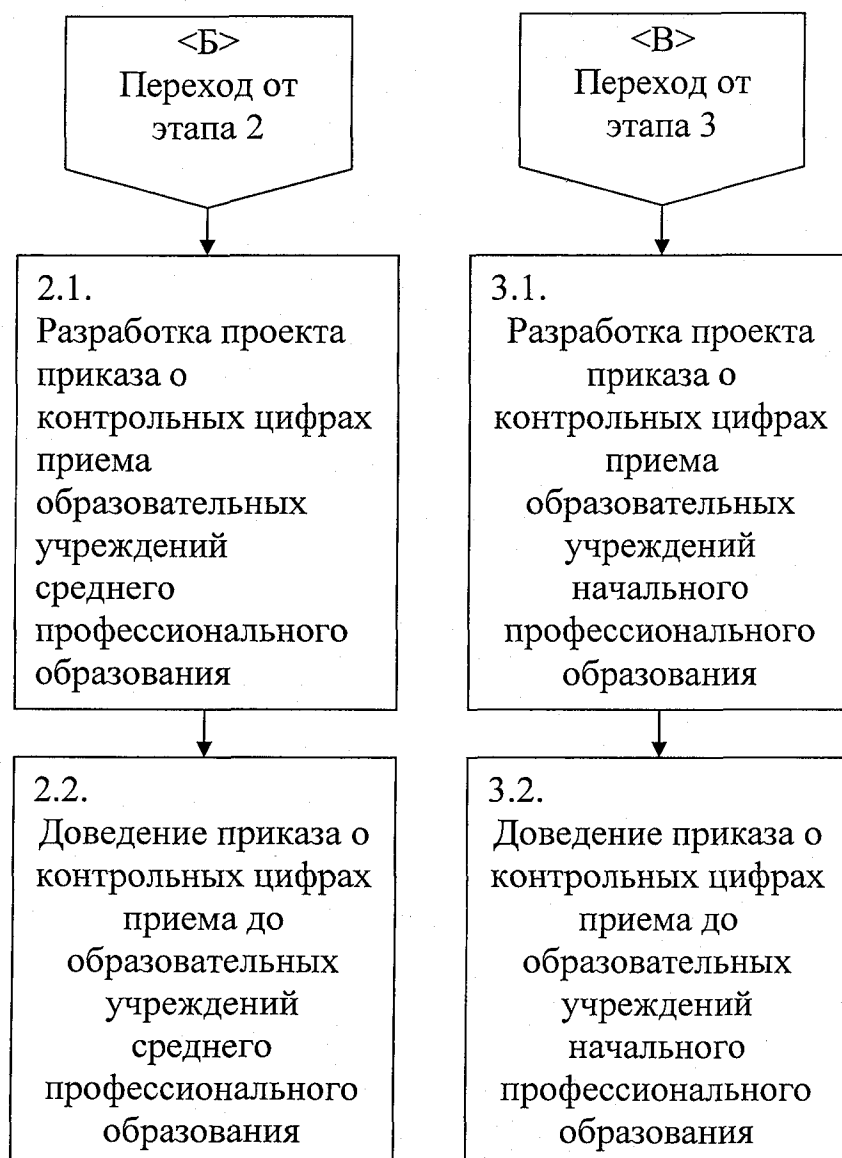 <Б>
Переход от
этапа 2
2.1.
Разработка проекта
приказа о
контрольных цифрах
приема
образовательных
учреждений
среднего
профессионального
образования
2.2.
Доведение приказа о
контрольных цифрах
приема до
образовательных
учреждений
среднего
профессионального
образования
<В>
Переход от
этапа 3
3.1.
Разработка проекта
приказа о
контрольных цифрах
приема
образовательных
учреждений
начального
профессионального
образования
3.2.
Доведение приказа о
контрольных цифрах
приема до
образовательных
учреждений
начального
профессионального
образования